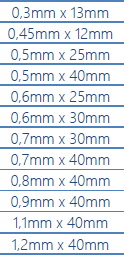 0,3mm x 13mm
0,45mm x 12mm
0,5mm x 25mm
0,5mm x 40mm
0,6mm x 25mm
0,6mm x 30mm
0,7mm x 30mm
0,7mm x 40mm
0,8mm x 40mm
0,9mm x 40mm
1,1mm x 40mm
1,2mm x 40mm